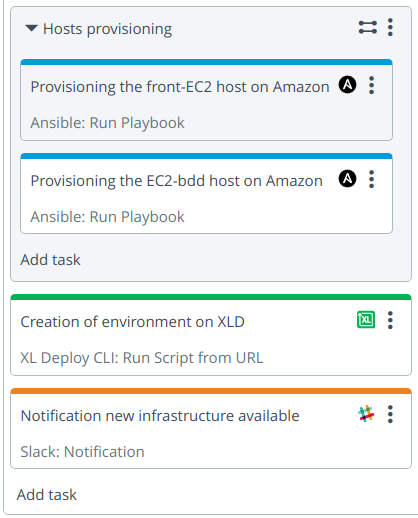 Hosts provisioning
Provisioning the front-EC2 host on Amazon
Ansible: Run Playbook
Provisioning the EC2-bdd host on Amazon
Ansible: Run Playbook
Add task
Creation of environment on XLD
XL
XL Deploy CLI: Run Script from URL
Notification new infrastructure available
Slack: Notification
Add task